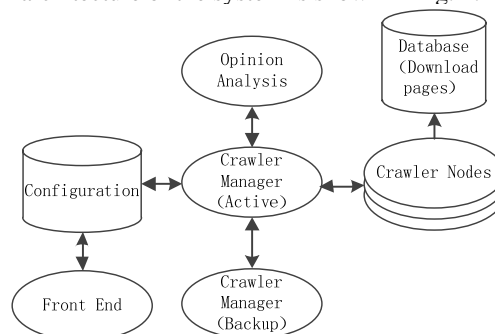 Opinion
Analysis
Database
(Download
pages)
Configuration
Crawler
Manager
(Active)
Crawler Nodes
Front End
Crawler
Manager
(Backup)